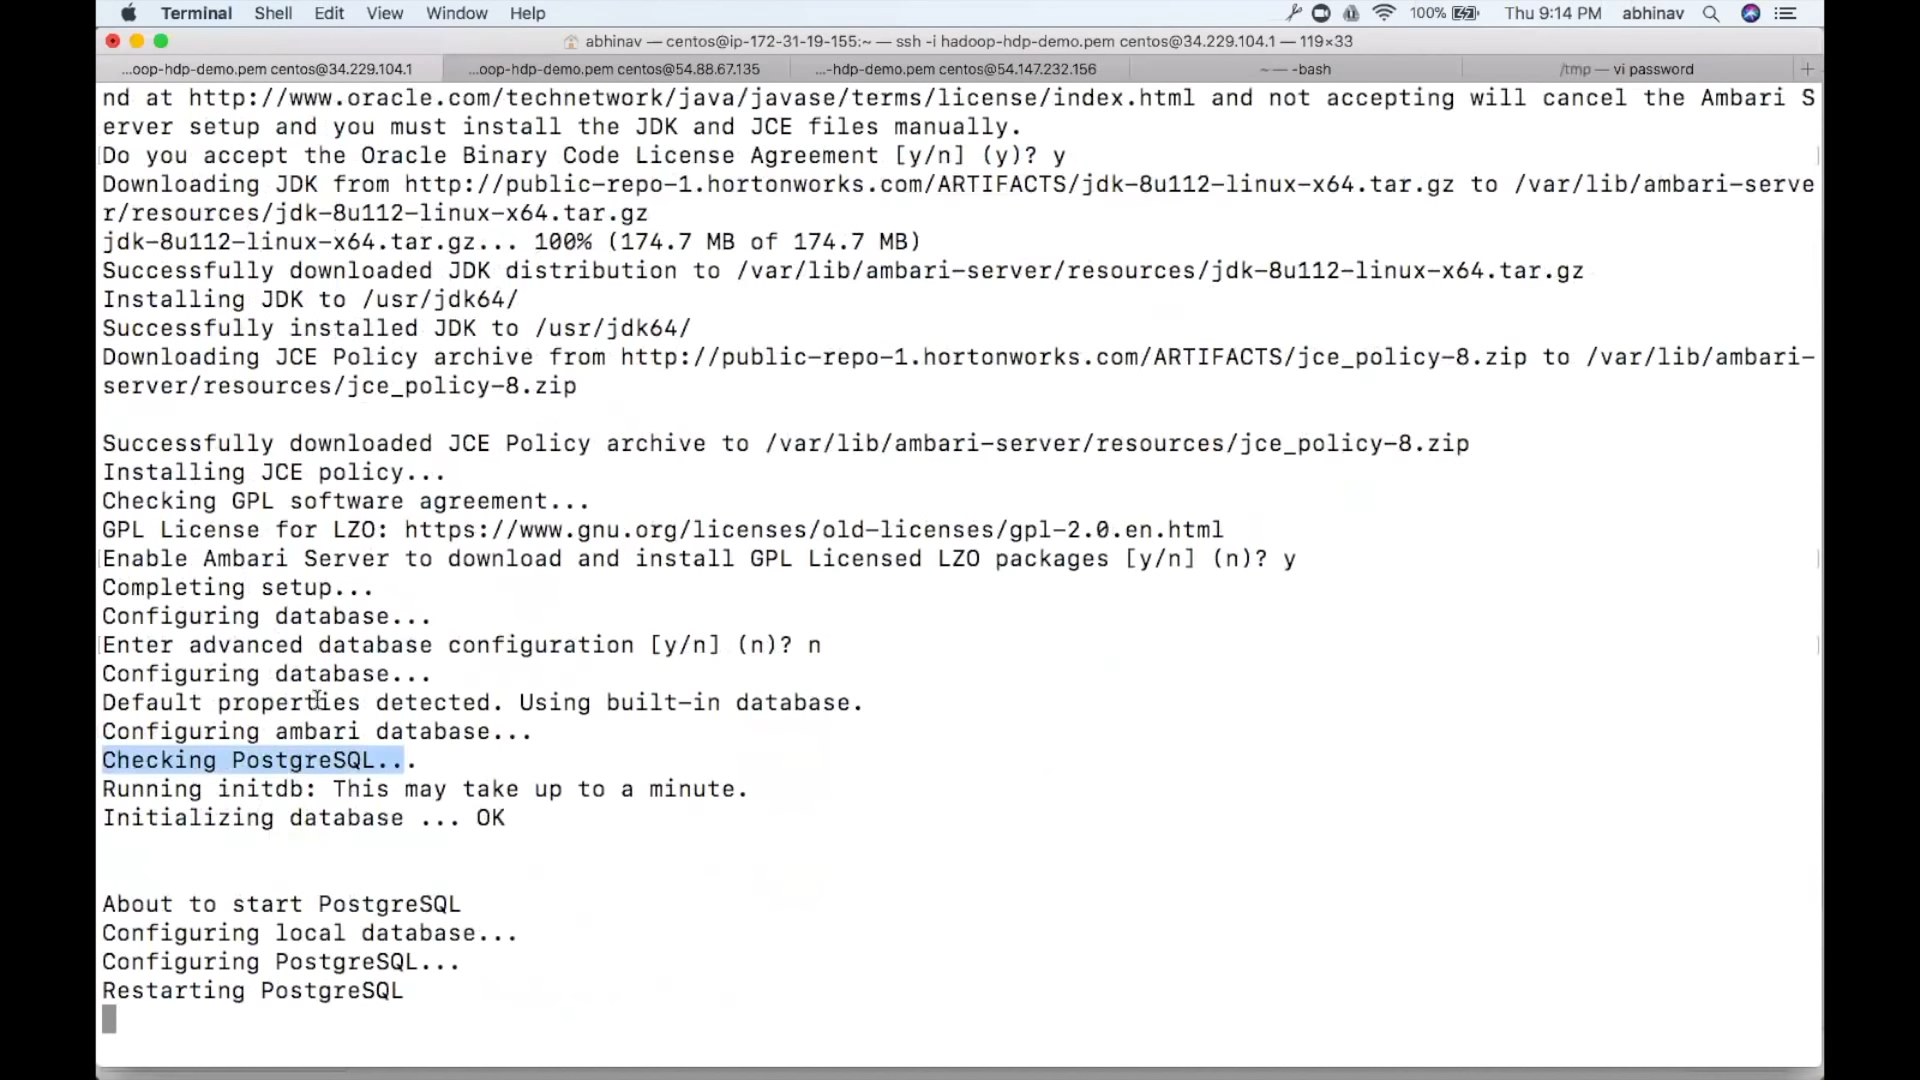 Terminal Shell Edit View Window Help 100% Thu 9:14 PM abhinav
abhinav — centos@ip-172-31-19-155:~ — ssh -i hadoop-hdp-demo.pem centos@34.229.104.1 — 119×33
...oop-hdp-demo.pem centos@34.229.104.1 ...oop-hdp-demo.pem centos@54.88.67.135 ...-hdp-demo.pem centos@54.147.232.156 ~ — -bash /tmp — vi password +
nd at http://www.oracle.com/technetwork/java/javase/terms/license/index.html and not accepting will cancel the Ambari S
erver setup and you must install the JDK and JCE files manually.
Do you accept the Oracle Binary Code License Agreement [y/n] (y)? y
Downloading JDK from http://public-repo-1.hortonworks.com/ARTIFACTS/jdk-8u112-linux-x64.tar.gz to /var/lib/ambari-serve
r/resources/jdk-8u112-linux-x64.tar.gz
jdk-8u112-linux-x64.tar.gz... 100% (174.7 MB of 174.7 MB)
Successfully downloaded JDK distribution to /var/lib/ambari-server/resources/jdk-8u112-linux-x64.tar.gz
Installing JDK to /usr/jdk64/
Successfully installed JDK to /usr/jdk64/
Downloading JCE Policy archive from http://public-repo-1.hortonworks.com/ARTIFACTS/jce_policy-8.zip to /var/lib/ambari-
server/resources/jce_policy-8.zip
Successfully downloaded JCE Policy archive to /var/lib/ambari-server/resources/jce_policy-8.zip
Installing JCE policy...
Checking GPL software agreement...
GPL License for LZO: https://www.gnu.org/licenses/old-licenses/gpl-2.0.en.html
Enable Ambari Server to download and install GPL Licensed LZO packages [y/n] (n)? y
Completing setup...
Configuring database...
Enter advanced database configuration [y/n] (n)? n
Configuring database...
Default properties detected. Using built-in database.
Configuring ambari database...
Checking PostgreSQL...
Running initdb: This may take up to a minute.
Initializing database ... OK
About to start PostgreSQL
Configuring local database...
Configuring PostgreSQL...
Restarting PostgreSQL